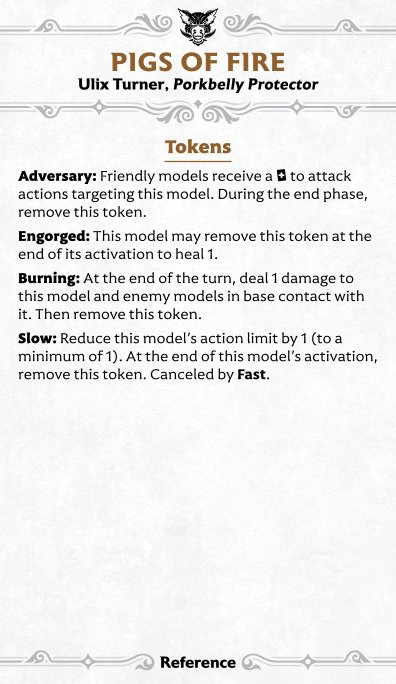 PIGS OF FIRE
Ulix Turner, Porkbelly Protector
Tokens
Adversary: Friendly models receive a + to attack
actions targeting this model. During the end phase,
remove this token.
Engorged: This model may remove this token at the
end of its activation to heal 1.
Burning: At the end of the turn, deal 1 damage to
this model and enemy models in base contact with
it. Then remove this token.
Slow: Reduce this model's action limit by 1 (to a
minimum of 1). At the end of this model's activation,
remove this token. Canceled by Fast.
Reference